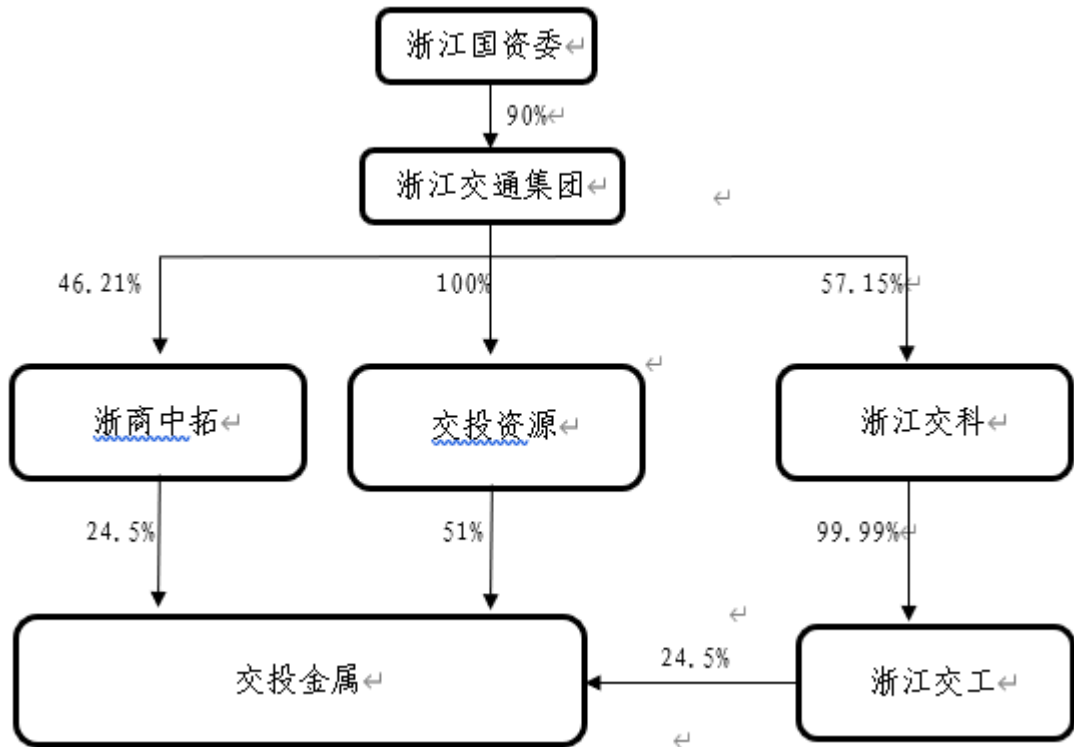 浙江国资委
90%
浙江交通集团
46.21%
100%
57.15%
浙商中拓
交投资源
浙江交科
24.5%
51%
99.99%
24.5%
交投金属
浙江交工